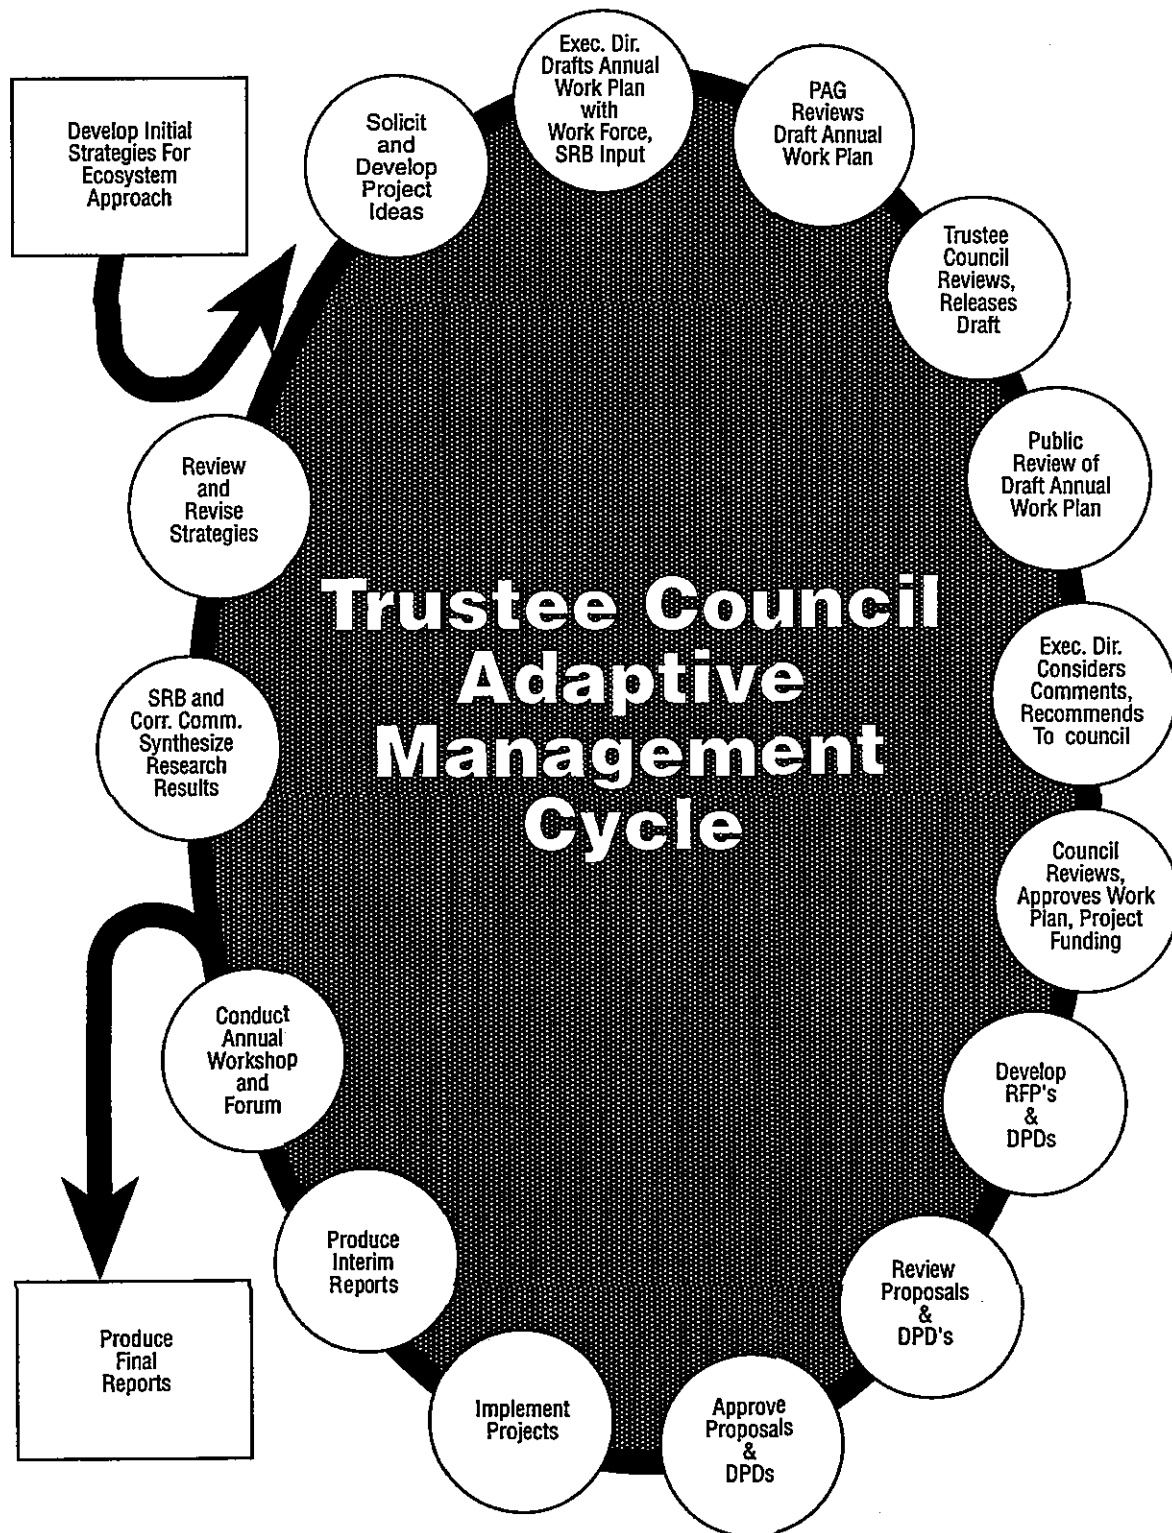 Develop Initial
Strategies For
Ecosystem
Approach
Solicit
and
Develop
Project
Ideas
Exec. Dir.
Drafts Annual
Work Plan
with
Work Force,
SRB Input
PAG
Reviews
Draft Annual
Work Plan
Trustee
Council
Reviews,
Releases
Draft
Public
Review of
Draft Annual
Work Plan
Exec. Dir.
Considers
Comments,
Recommends
To council
Council
Reviews,
Approves Work
Plan, Project
Funding
Develop
RFP's
&
DPDs
Review
Proposals
&
DPD's
Approve
Proposals
&
DPDs
Implement
Projects
Produce
Interim
Reports
Conduct
Annual
Workshop
and
Forum
Produce
Final
Reports
SRB and
Corr. Comm.
Synthesize
Research
Results
Review
and
Revise
Strategies
Trustee Council
Adaptive
Management
Cycle